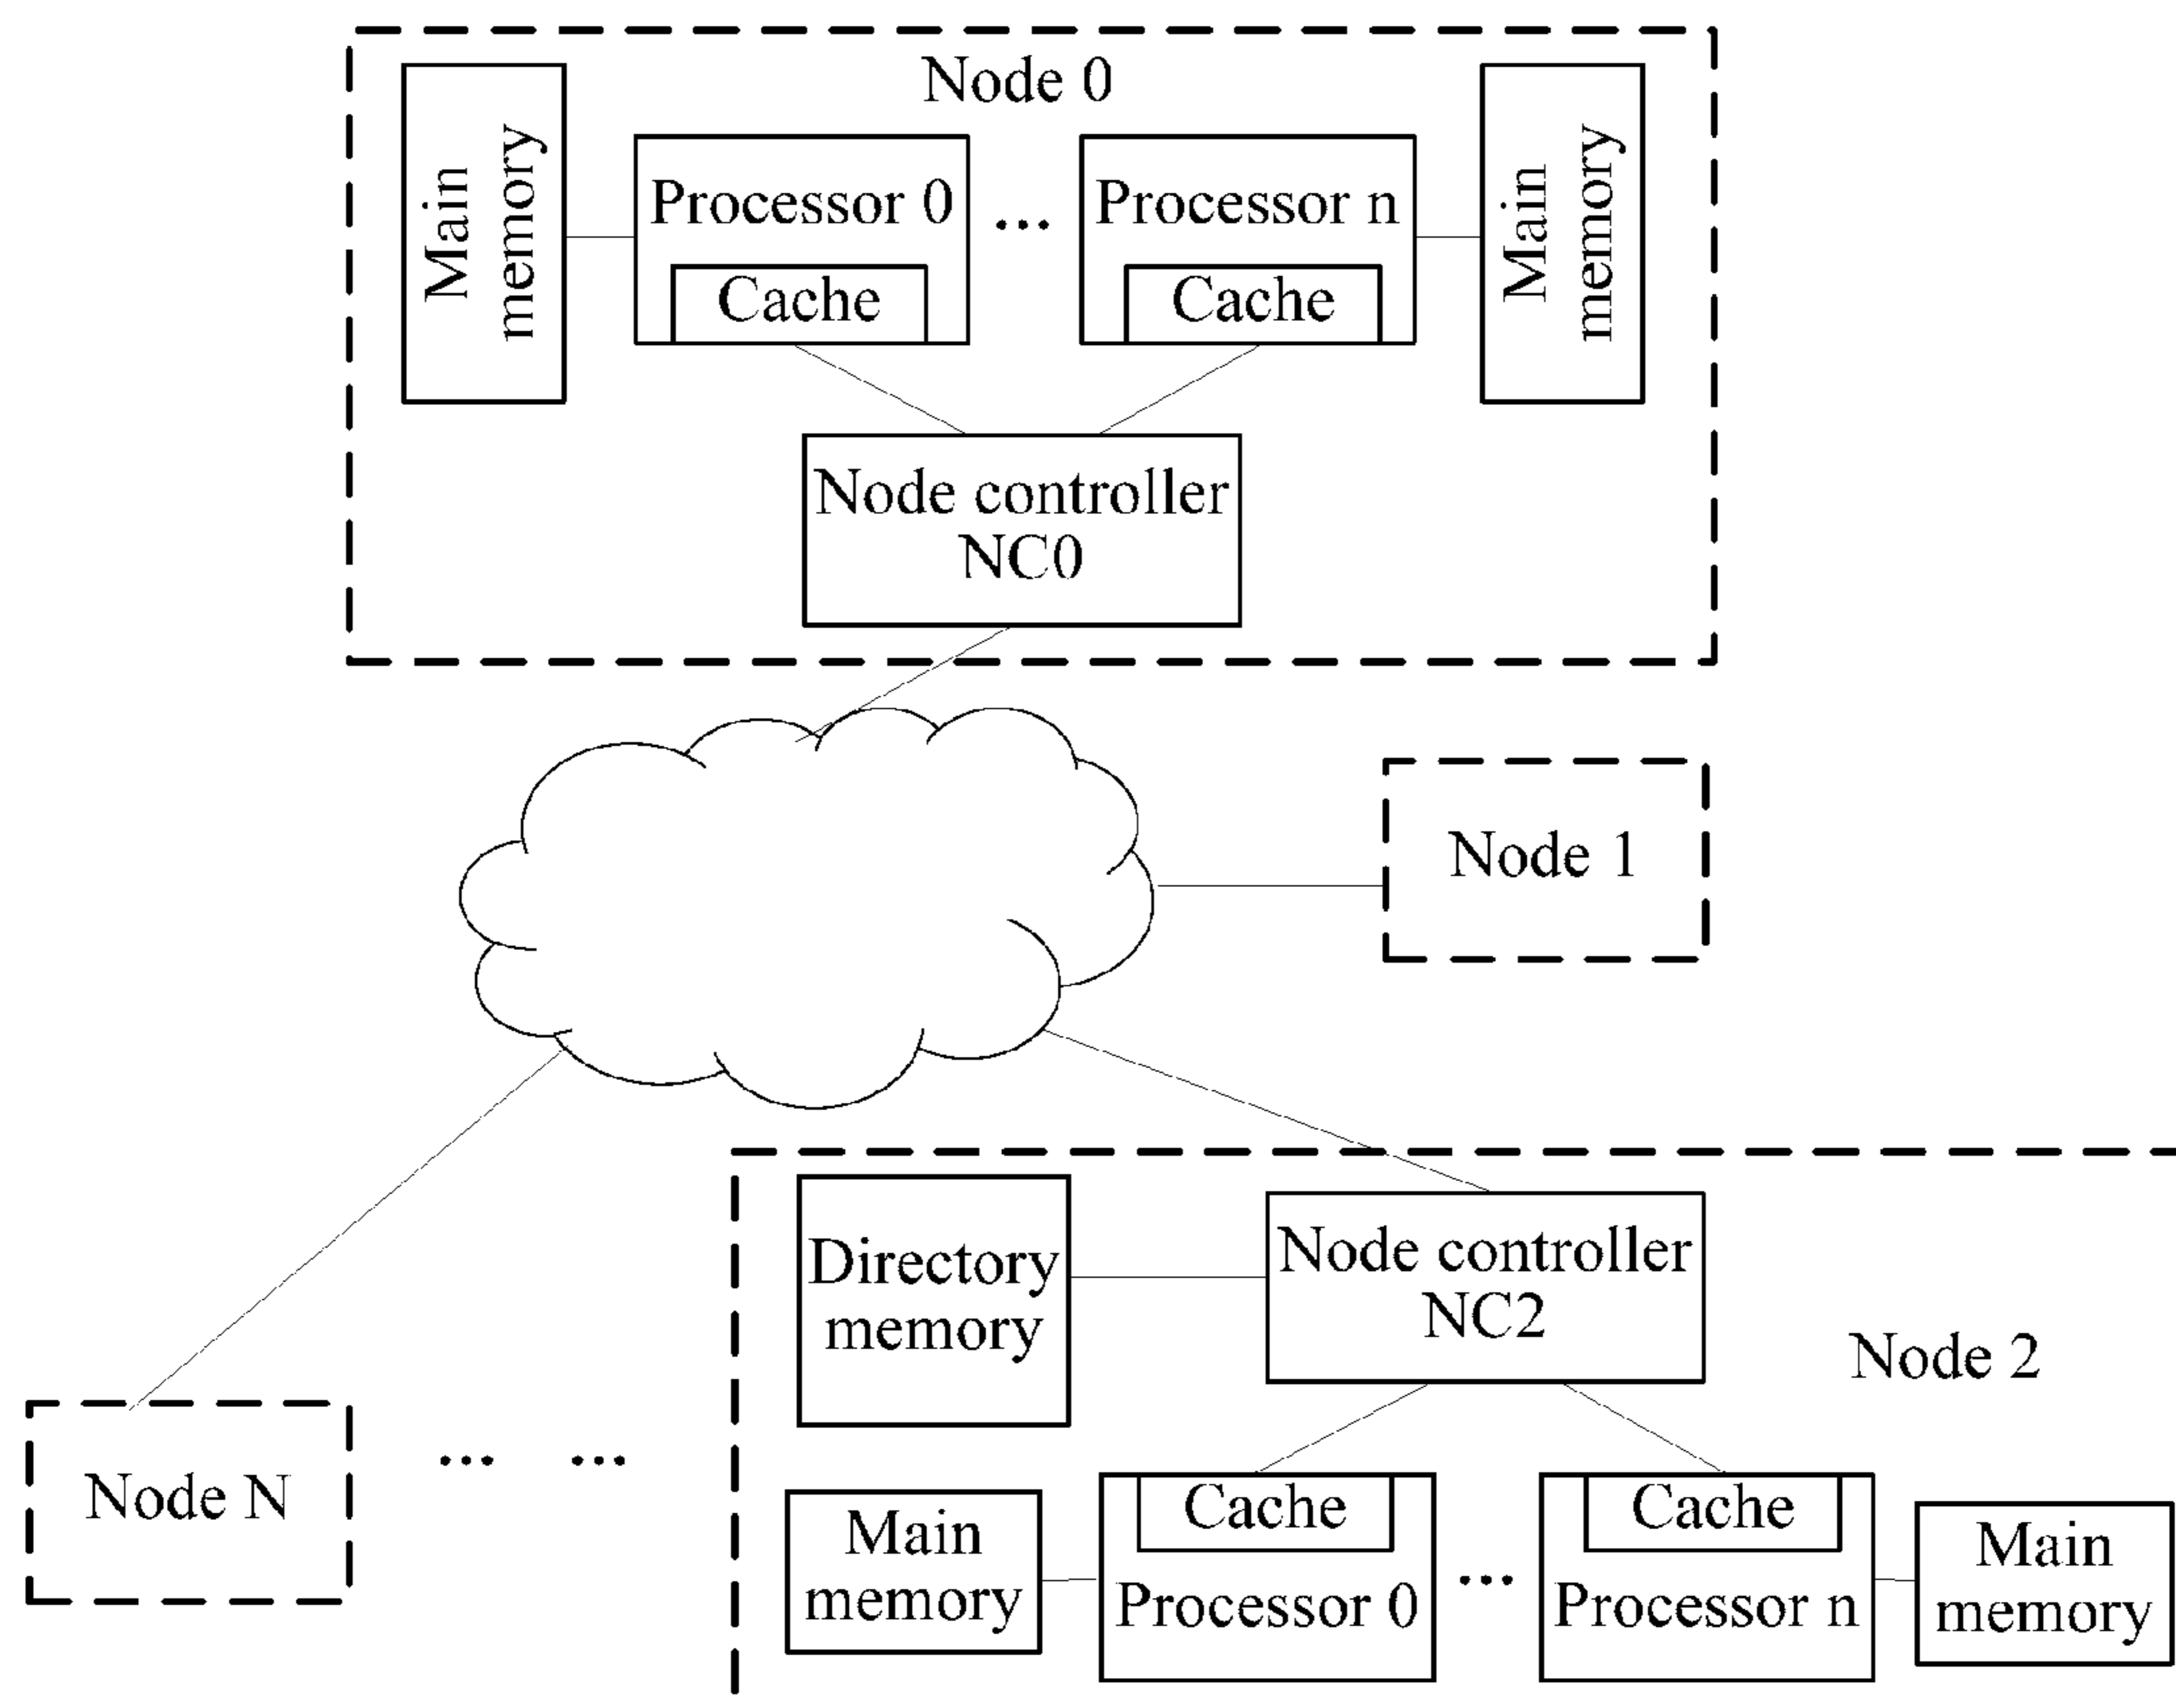 Node 0
Main
memory
Processor 0
...
Processor n
Main
memory
Cache
Cache
Node controller
NC0
Node 1
Directory
memory
Node controller
NC2
Node 2
Node N
... ...
Main
memory
Cache
Processor 0
...
Cache
Processor n
Main
memory